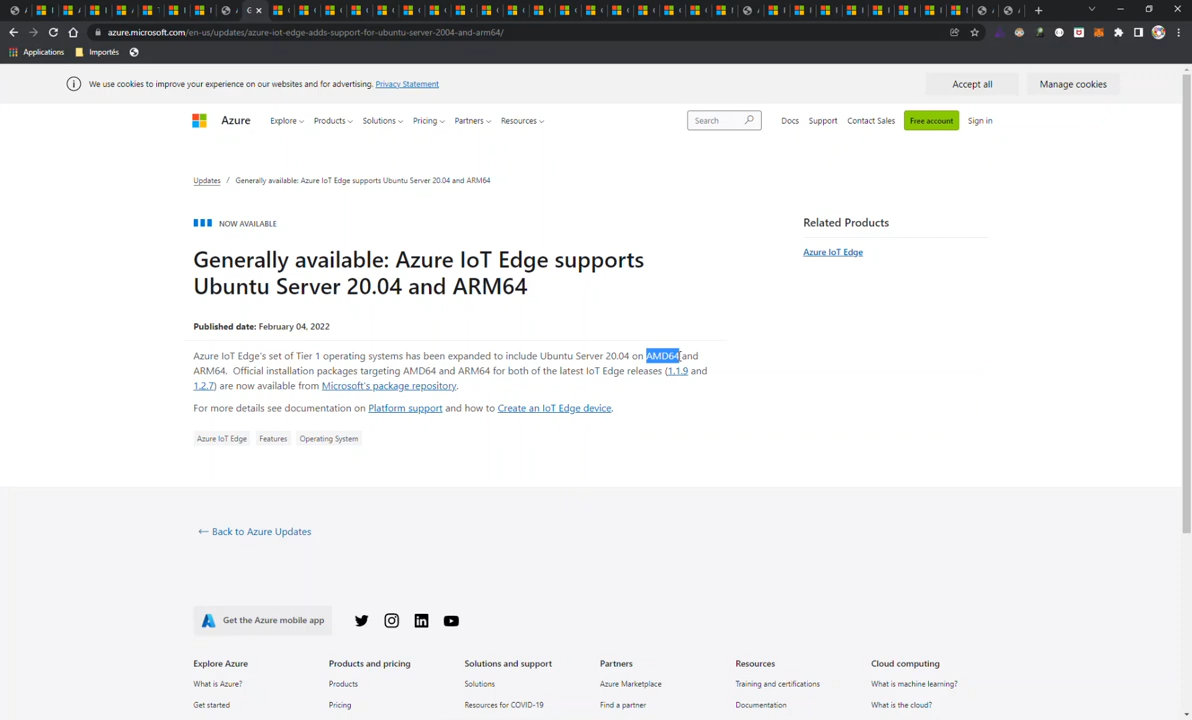 azure.microsoft.com/en-us/updates/azure-iot-edge-adds-support-for-ubuntu-server-2004-and-arm64/
Applications Importés
We use cookies to improve your experience on our websites and for advertising. Privacy Statement
Accept all
Manage cookies
Azure
Explore Products Solutions Pricing Partners Resources
Search
Docs Support Contact Sales Free account Sign in
Updates / Generally available: Azure IoT Edge supports Ubuntu Server 20.04 and ARM64
NOW AVAILABLE
Generally available: Azure IoT Edge supports
Ubuntu Server 20.04 and ARM64
Published date: February 04, 2022
Azure IoT Edge's set of Tier 1 operating systems has been expanded to include Ubuntu Server 20.04 on AMD64 and
ARM64. Official installation packages targeting AMD64 and ARM64 for both of the latest IoT Edge releases (1.1.9 and
1.2.7) are now available from Microsoft's package repository.
For more details see documentation on Platform support and how to Create an IoT Edge device.
Azure IoT Edge Features Operating System
Related Products
Azure IoT Edge
← Back to Azure Updates
Get the Azure mobile app
Explore Azure Products and pricing Solutions and support Partners Resources Cloud computing
What is Azure? Products Solutions Azure Marketplace Training and certifications What is machine learning?
Get started Pricing Resources for COVID-19 Find a partner Documentation What is the cloud?